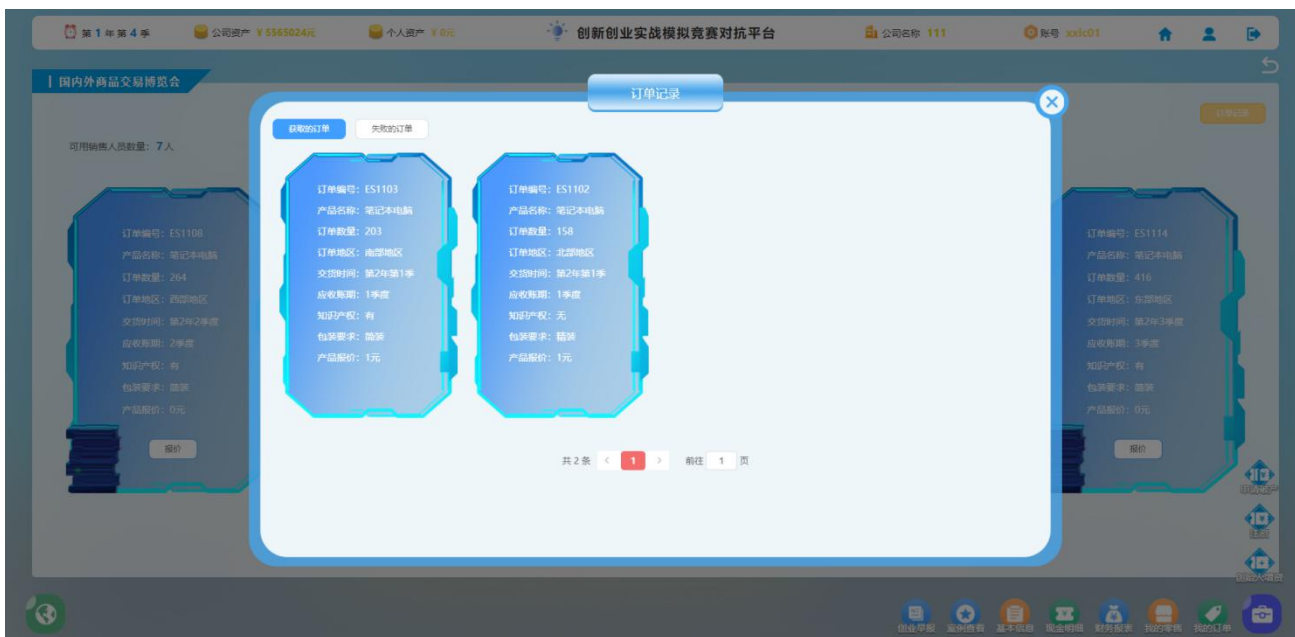 第 1 年 第 4 季
公司资产 ¥ 5565024元
个人资产 ¥ 0元
创新创业实战模拟竞赛对抗平台
公司名称 111
账号 xxlc01
国内外商品交易博览会
订单记录
订单记录
获取的订单 失败的订单
可用销售人员数量：7人
订单编号：ES1103
产品名称：笔记本电脑
订单数量：203
订单地区：南部地区
交货时间：第2年第1季
应收账期：1季度
知识产权：有
包装要求：简装
产品报价：1元
订单编号：ES1102
产品名称：笔记本电脑
订单数量：158
订单地区：北部地区
交货时间：第2年第1季
应收账期：1季度
知识产权：无
包装要求：精装
产品报价：1元
订单编号：ES1108
产品名称：笔记本电脑
订单数量：264
订单地区：西部地区
交货时间：第2年2季度
应收账期：2季度
知识产权：有
包装要求：简装
产品报价：0元
报价
订单编号：ES1114
产品名称：笔记本电脑
订单数量：416
订单地区：东部地区
交货时间：第2年3季度
应收账期：3季度
知识产权：有
包装要求：简装
产品报价：0元
报价
共 2 条 < 1 > 前往 1 页
创业早报 案例查看 基本信息 现金明细 财务报表 我的零售 我的订单